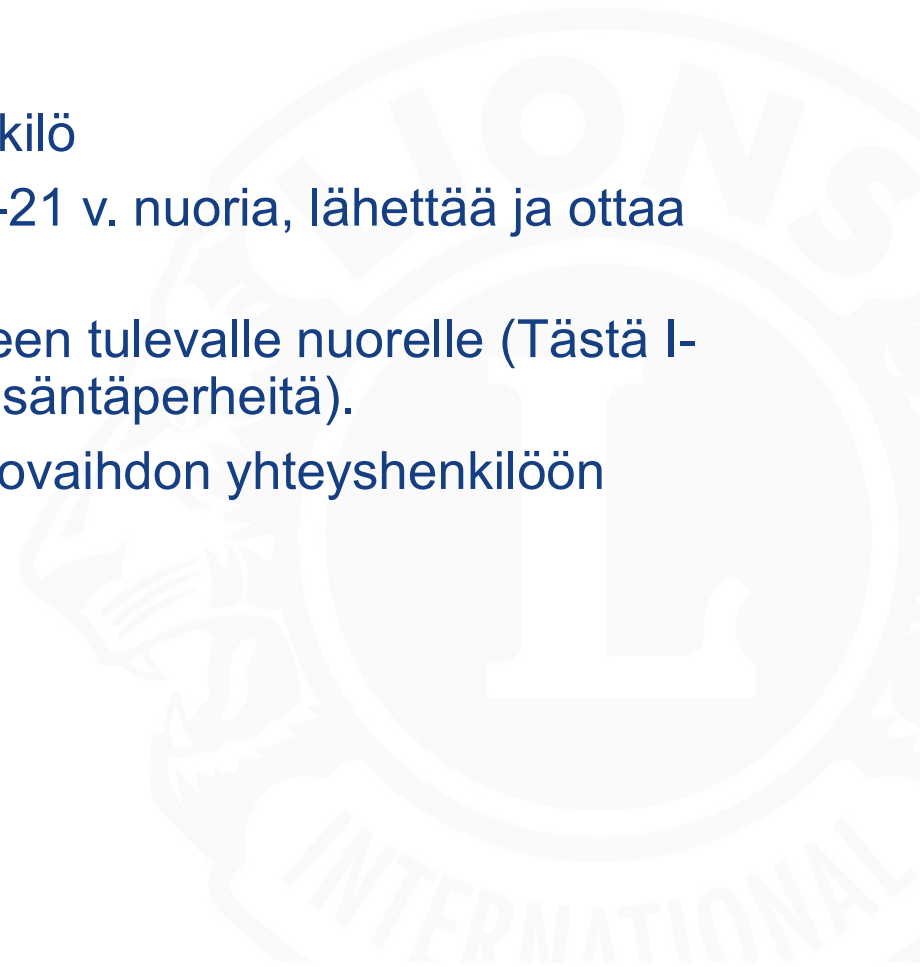 kilö
-21 v. nuoria, lähettää ja ottaa
een tulevalle nuorelle (Tästä I-
säntäperheitä).
ovaihdon yhteyshenkilöön
LIONS
L
INTERNATIONAL